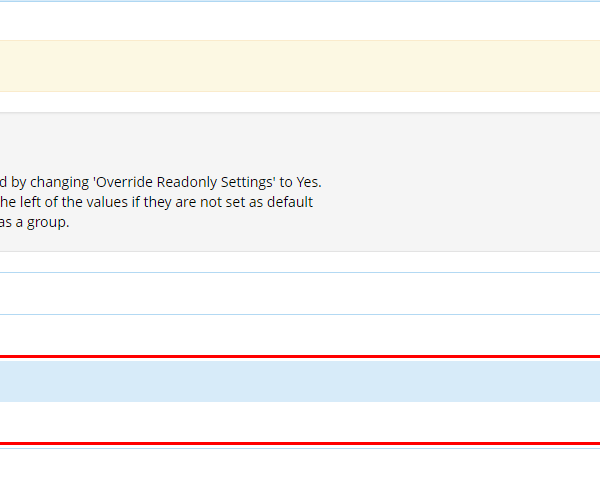 d by changing 'Override Readonly Settings' to Yes.
he left of the values if they are not set as default
as a group.